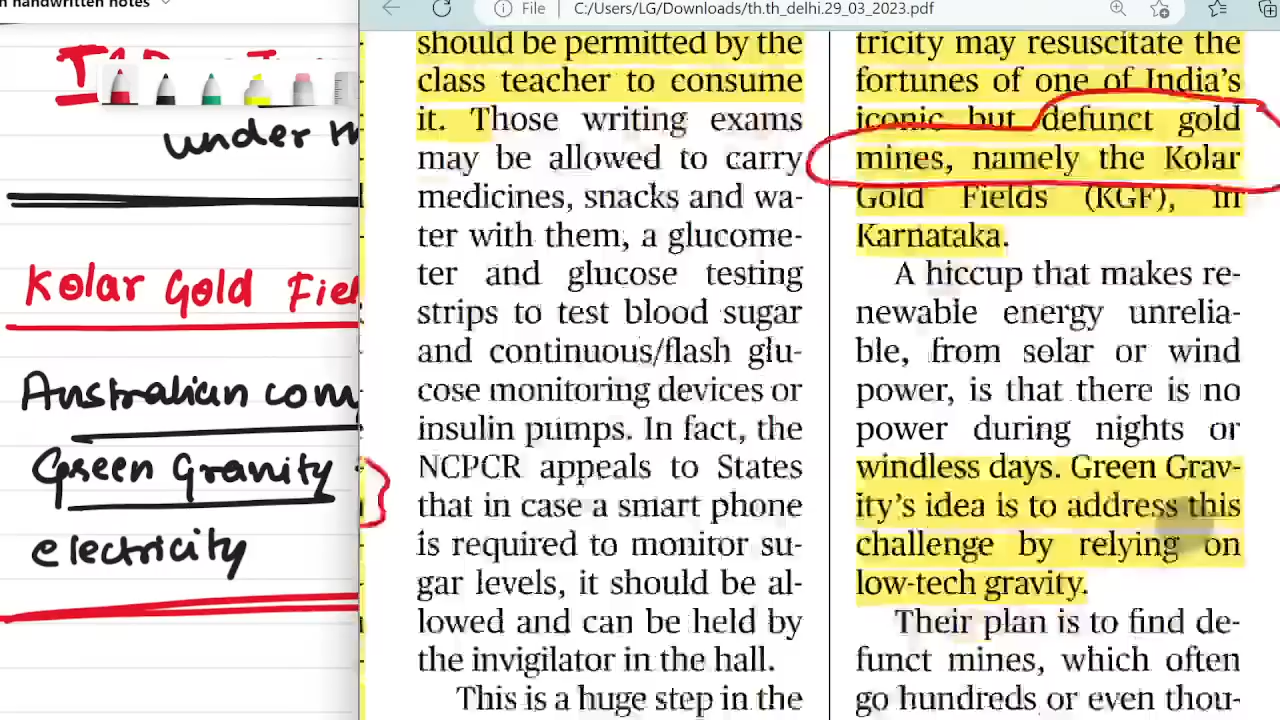 n handwritten notes
File
C:/Users/LG/Downloads/th.th_delhi.29_03_2023.pdf
under th
Kolar Gold Fiel
Australian comp
Green Gravity
electricity
should be permitted by the
class teacher to consume
it. Those writing exams
may be allowed to carry
medicines, snacks and wa-
ter with them, a glucome-
ter and glucose testing
strips to test blood sugar
and continuous/flash glu-
cose monitoring devices or
insulin pumps. In fact, the
NCPCR appeals to States
that in case a smart phone
is required to monitor su-
gar levels, it should be al-
lowed and can be held by
the invigilator in the hall.
This is a huge step in the
tricity may resuscitate the
fortunes of one of India's
iconic but defunct gold
mines, namely the Kolar
Gold Fields (KGF), in
Karnataka.
A hiccup that makes re-
newable energy unrelia-
ble, from solar or wind
power, is that there is no
power during nights or
windless days. Green Grav-
ity's idea is to address this
challenge by relying on
low-tech gravity.
Their plan is to find de-
funct mines, which often
go hundreds or even thou-